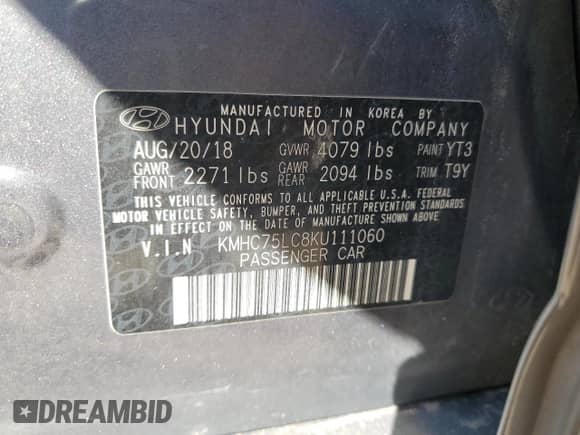 MANUFACTURED IN KOREA BY
HYUNDAI MOTOR COMPANY
AUG/20/18 GVWR 4079 lbs PAINT YT3
GAWR FRONT 2271 lbs GAWR REAR 2094 lbs TRIM T9Y
THIS VEHICLE CONFORMS TO ALL APPLICABLE U.S.A. FEDERAL
MOTOR VEHICLE SAFETY, BUMPER, AND THEFT PREVENTION
STANDARDS IN EFFECT ON THE DATE OF MANUFACTURE SHOWN ABOVE.
V.I.N KMHC75LC8KU111060
PASSENGER CAR
DREAMBID